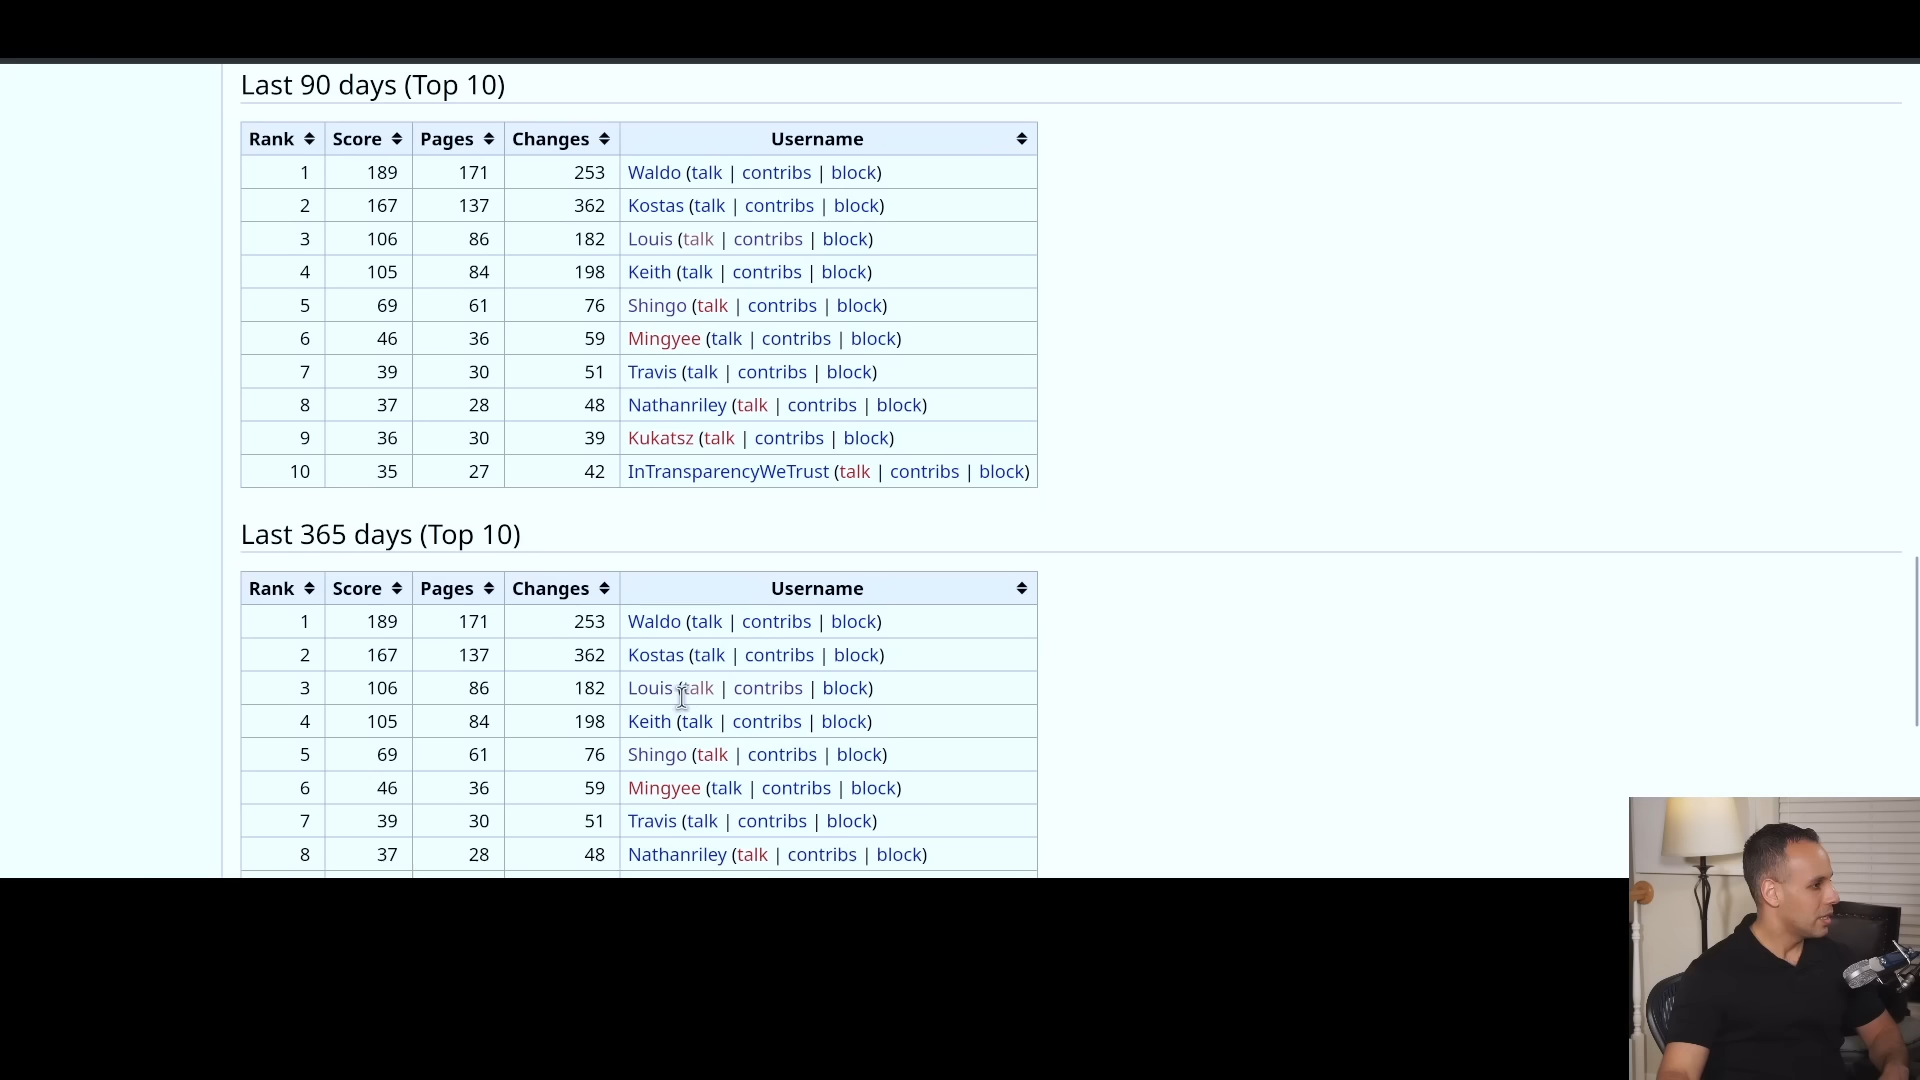 Last 90 days (Top 10)
Rank Score Pages Changes Username
1 189 171 253 Waldo (talk | contribs | block)
2 167 137 362 Kostas (talk | contribs | block)
3 106 86 182 Louis (talk | contribs | block)
4 105 84 198 Keith (talk | contribs | block)
5 69 61 76 Shingo (talk | contribs | block)
6 46 36 59 Mingyee (talk | contribs | block)
7 39 30 51 Travis (talk | contribs | block)
8 37 28 48 Nathanriley (talk | contribs | block)
9 36 30 39 Kukatsz (talk | contribs | block)
10 35 27 42 InTransparencyWeTrust (talk | contribs | block)
Last 365 days (Top 10)
Rank Score Pages Changes Username
1 189 171 253 Waldo (talk | contribs | block)
2 167 137 362 Kostas (talk | contribs | block)
3 106 86 182 Louis (talk | contribs | block)
4 105 84 198 Keith (talk | contribs | block)
5 69 61 76 Shingo (talk | contribs | block)
6 46 36 59 Mingyee (talk | contribs | block)
7 39 30 51 Travis (talk | contribs | block)
8 37 28 48 Nathanriley (talk | contribs | block)